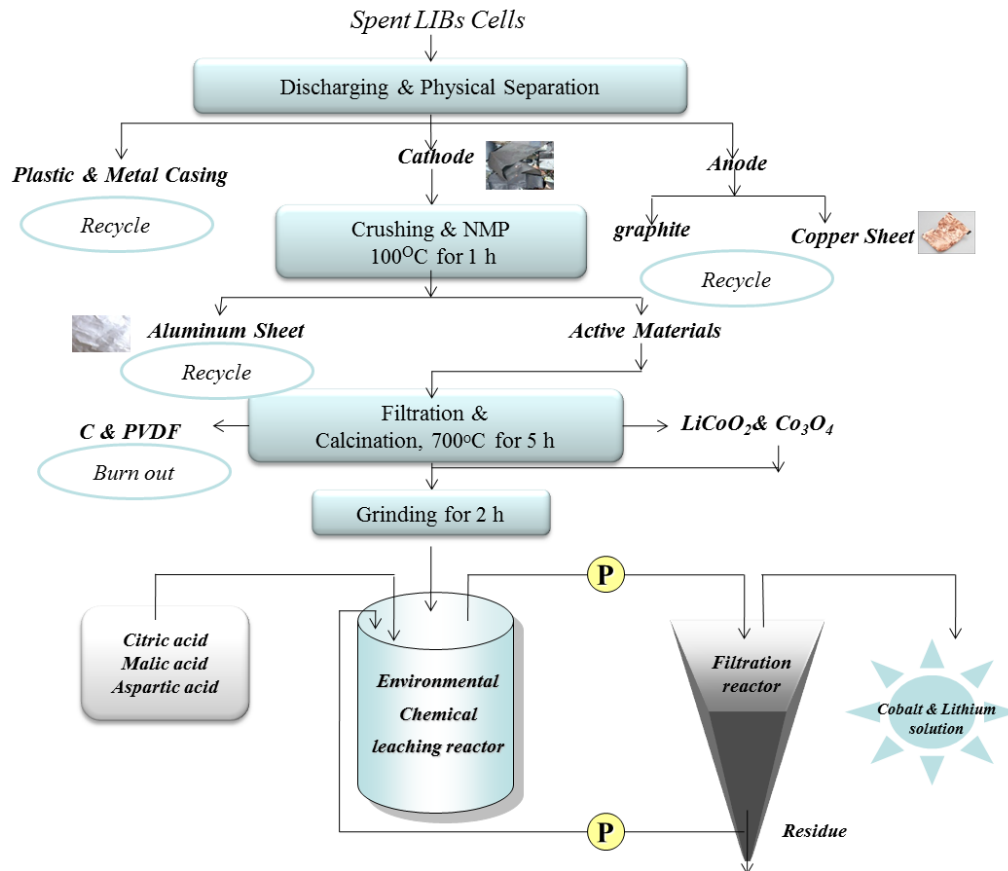 Spent LIBs Cells
Discharging & Physical Separation
Plastic & Metal Casing
Recycle
Cathode
Anode
Crushing & NMP
100°C for 1 h
graphite
Copper Sheet
Recycle
Aluminum Sheet
Recycle
Active Materials
Filtration &
Calcination, 700°C for 5 h
C & PVDF
Burn out
LiCoO₂& Co₃O₄
Grinding for 2 h
P
Citric acid
Malic acid
Aspartic acid
Environmental
Chemical
leaching reactor
Filtration
reactor
Cobalt & Lithium
solution
P
Residue